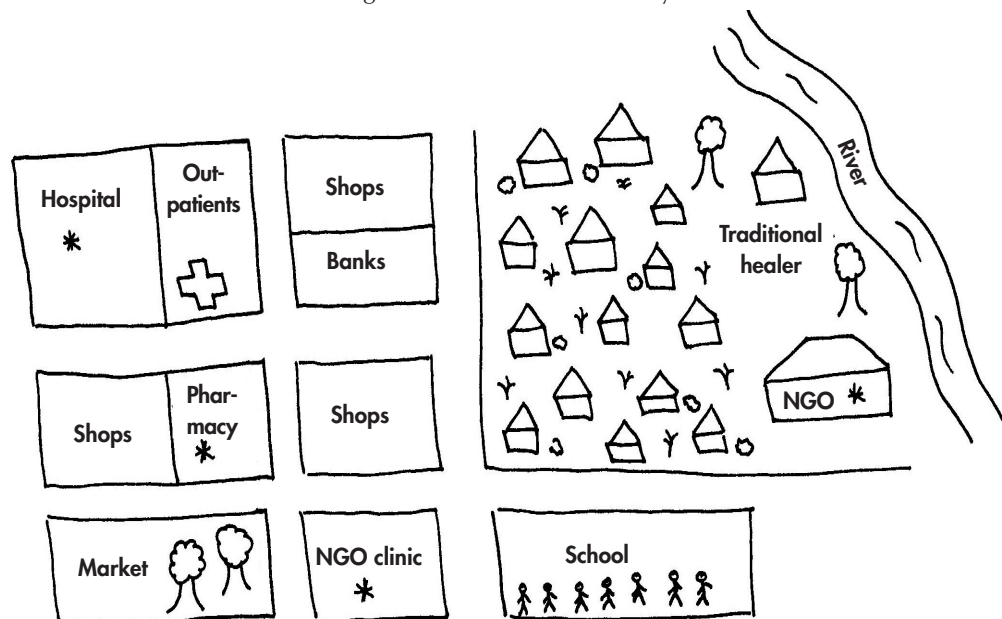 Hospital
Out-
patients
Shops
Banks
River
Traditional
healer
Shops
Phar-
macy
Shops
NGO
Market
NGO clinic
School